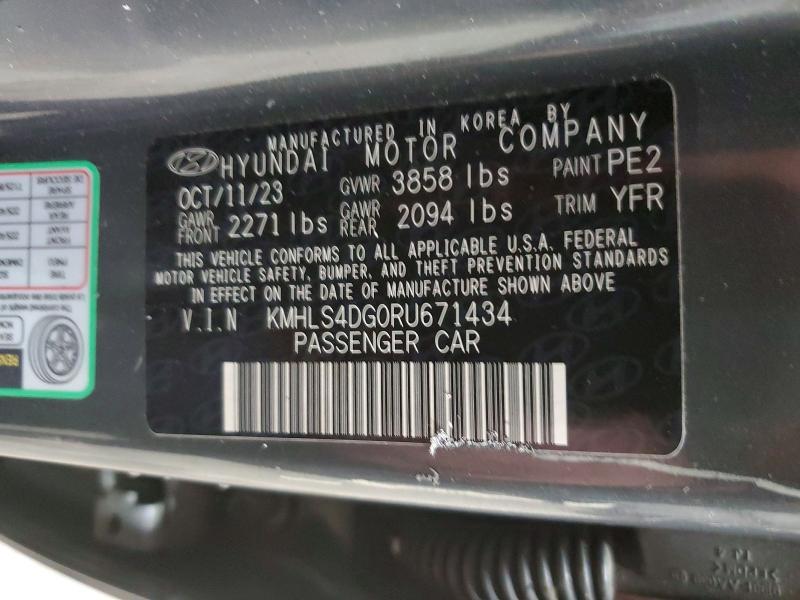 MANUFACTURED IN KOREA BY
HYUNDAI MOTOR COMPANY
OCT/11/23 GVWR 3858 lbs PAINT PE2
GAWR FRONT 2271 lbs GAWR REAR 2094 lbs TRIM YFR
THIS VEHICLE CONFORMS TO ALL APPLICABLE U.S.A. FEDERAL
MOTOR VEHICLE SAFETY, BUMPER, AND THEFT PREVENTION STANDARDS
IN EFFECT ON THE DATE OF MANUFACTURE SHOWN ABOVE
V.I.N KMHLS4DG0RU671434
PASSENGER CAR